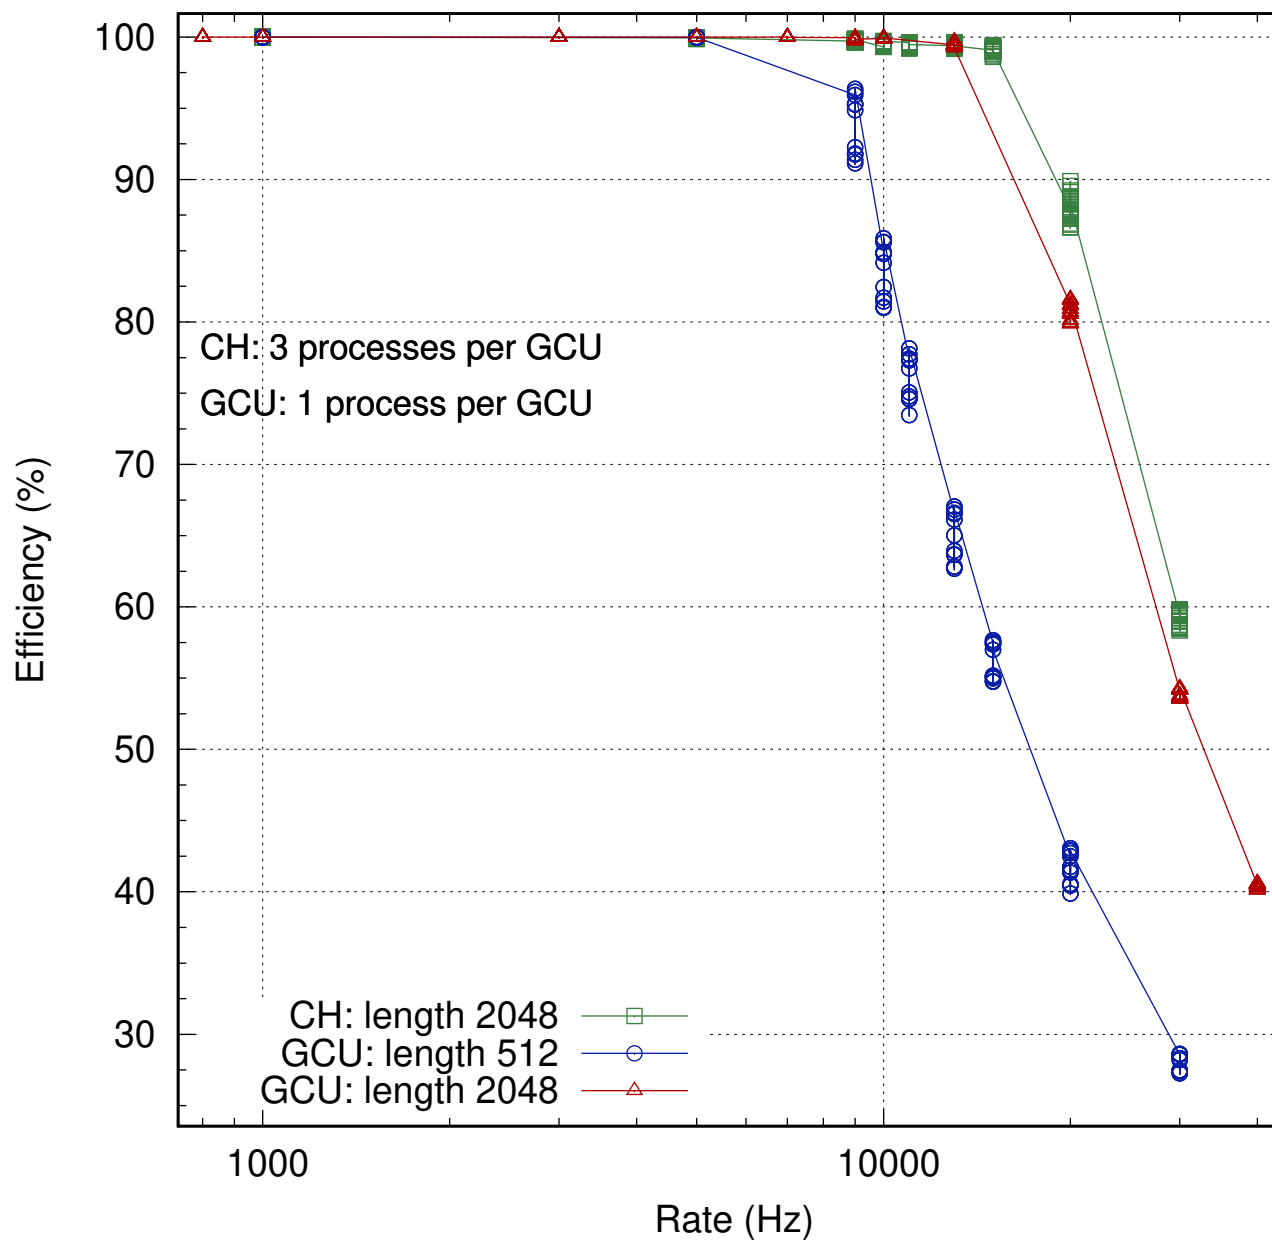 100
90
80
CH: 3 processes per GCU
GCU: 1 process per GCU
70
60
50
40
30
Efficiency (%)
CH: length 2048
GCU: length 512
GCU: length 2048
1000
10000
Rate (Hz)